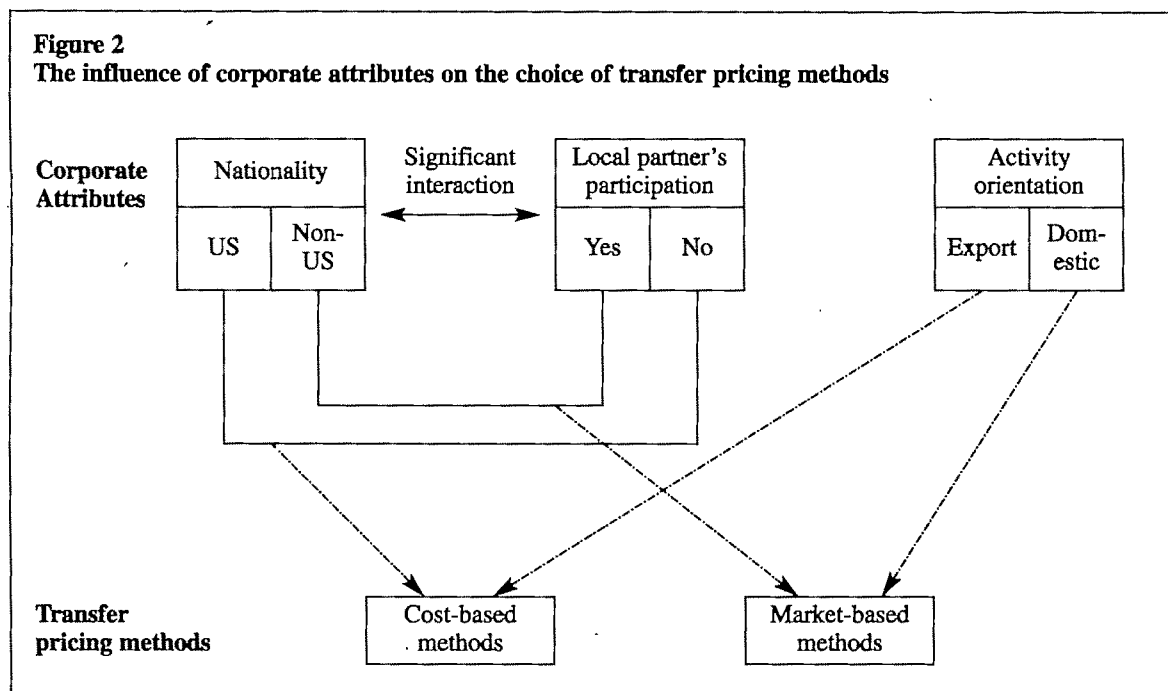 Figure 2
The influence of corporate attributes on the choice of transfer pricing methods
Corporate
Attributes
Nationality
US
Non-
US
Significant
interaction
Local partner's
participation
Yes
No
Activity
orientation
Export
Dom-
estic
Transfer
pricing methods
Cost-based
methods
Market-based
methods